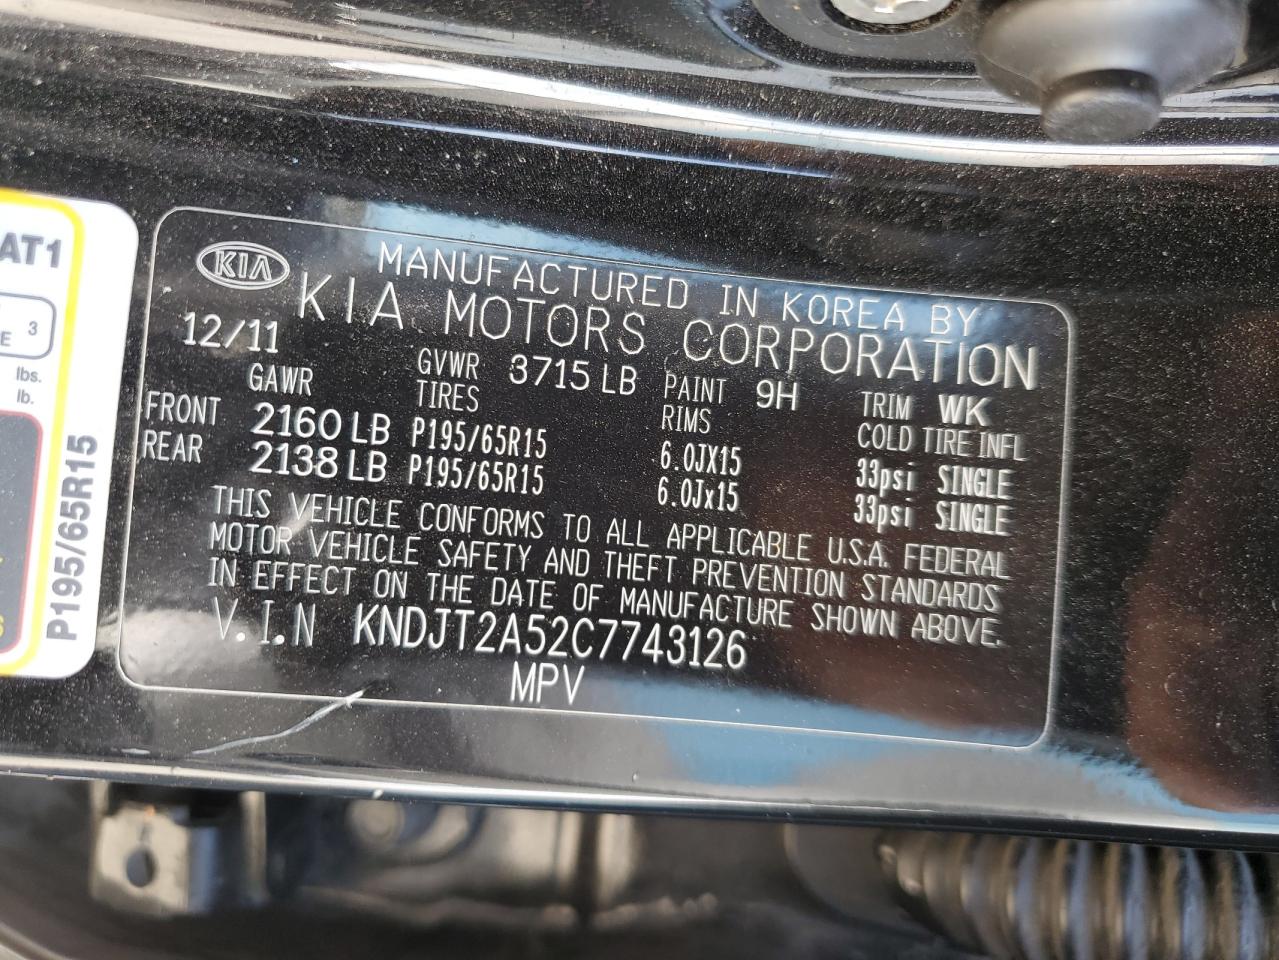 AT1
3
E
lbs.
lb.
P195/65R15
KIA
MANUFACTURED IN KOREA BY
KIA MOTORS CORPORATION
12/11
GVWR 3715 LB PAINT 9H TRIM WK
GAWR TIRES RIMS COLD TIRE INFL
FRONT 2160 LB P195/65R15 6.0JX15 33psi SINGLE
REAR 2138 LB P195/65R15 6.0Jx15 33psi SINGLE
THIS VEHICLE CONFORMS TO ALL APPLICABLE U.S.A. FEDERAL
MOTOR VEHICLE SAFETY AND THEFT PREVENTION STANDARDS
IN EFFECT ON THE DATE OF MANUFACTURE SHOWN ABOVE.
V.I.N KNDJT2A52C7743126
MPV